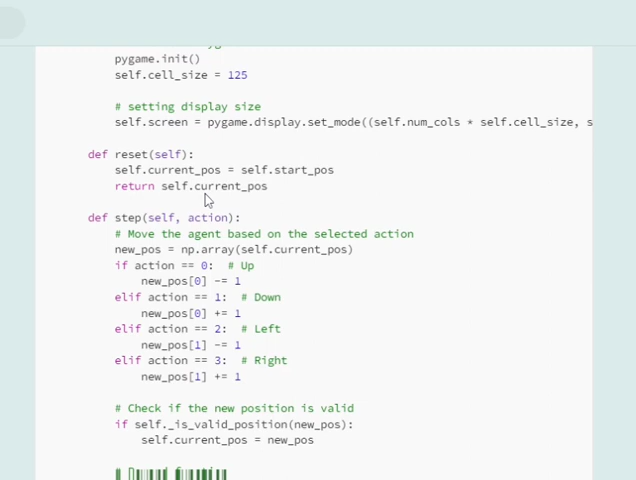 pygame.init()
self.cell_size = 125
# setting display size
self.screen = pygame.display.set_mode((self.num_cols * self.cell_size, s
def reset(self):
self.current_pos = self.start_pos
return self.current_pos
def step(self, action):
# Move the agent based on the selected action
new_pos = np.array(self.current_pos)
if action == 0:  # Up
new_pos[0] -= 1
elif action == 1:  # Down
new_pos[0] += 1
elif action == 2:  # Left
new_pos[1] -= 1
elif action == 3:  # Right
new_pos[1] += 1
# Check if the new position is valid
if self._is_valid_position(new_pos):
self.current_pos = new_pos